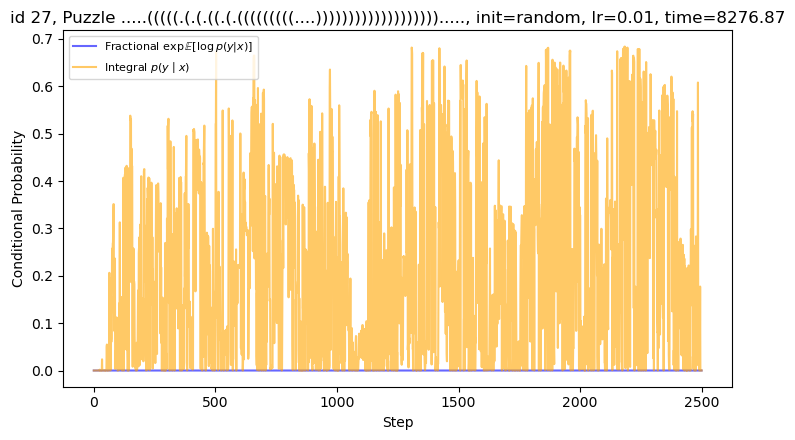 id 27, Puzzle .....(((((.(.(.((.(.(((((((((....)))))))))))))))))))....., init=random, lr=0.01, time=8276.87
Fractional exp 𝔼[log p(y|x)]
Integral p(y | x)
Conditional Probability
0.7
0.6
0.5
0.4
0.3
0.2
0.1
0.0
0 500 1000 1500 2000 2500
Step